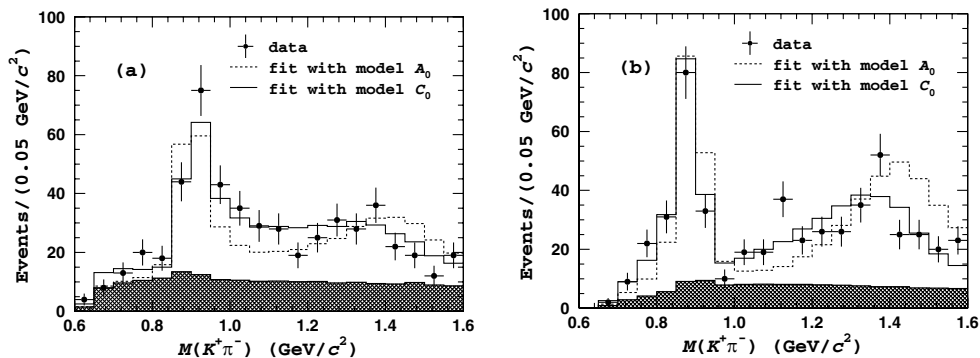 100
80
60
40
20
0
Events/(0.05 GeV/c²)
(a)
data
fit with model A₀
fit with model C₀
0.6 0.8 1.0 1.2 1.4 1.6
M(K⁺π⁻) (GeV/c²)
100
80
60
40
20
0
Events/(0.05 GeV/c²)
(b)
data
fit with model A₀
fit with model C₀
0.6 0.8 1.0 1.2 1.4 1.6
M(K⁺π⁻) (GeV/c²)